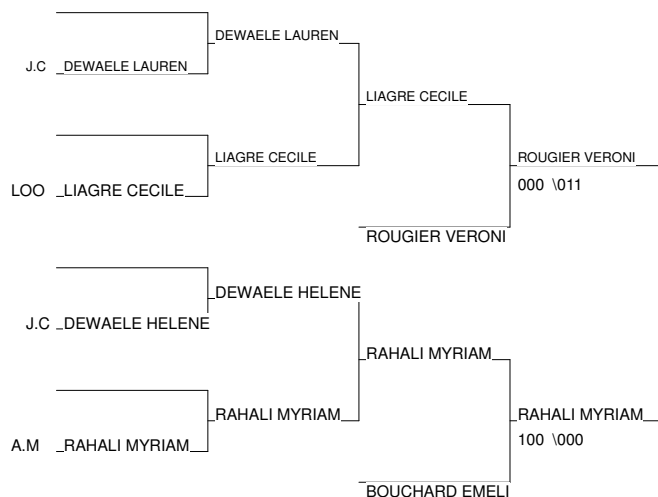 DEWAELE LAUREN
J.C DEWAELE LAUREN
LIAGRE CECILE
LIAGRE CECILE
ROUGIER VERONI
LOO LIAGRE CECILE
000 \011
ROUGIER VERONI
DEWAELE HELENE
J.C DEWAELE HELENE
RAHALI MYRIAM
RAHALI MYRIAM
RAHALI MYRIAM
A.M RAHALI MYRIAM
100 \000
BOUCHARD EMELI